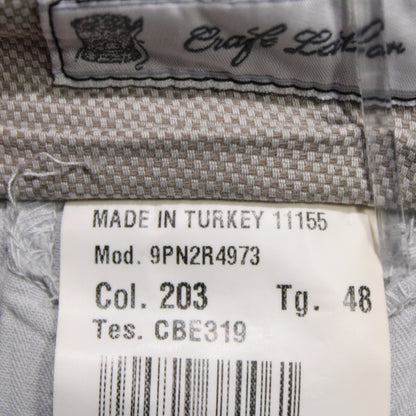 MADE IN TURKEY 11155
Mod. 9PN2R4973
Col. 203 Tg. 48
Tes. CBE319